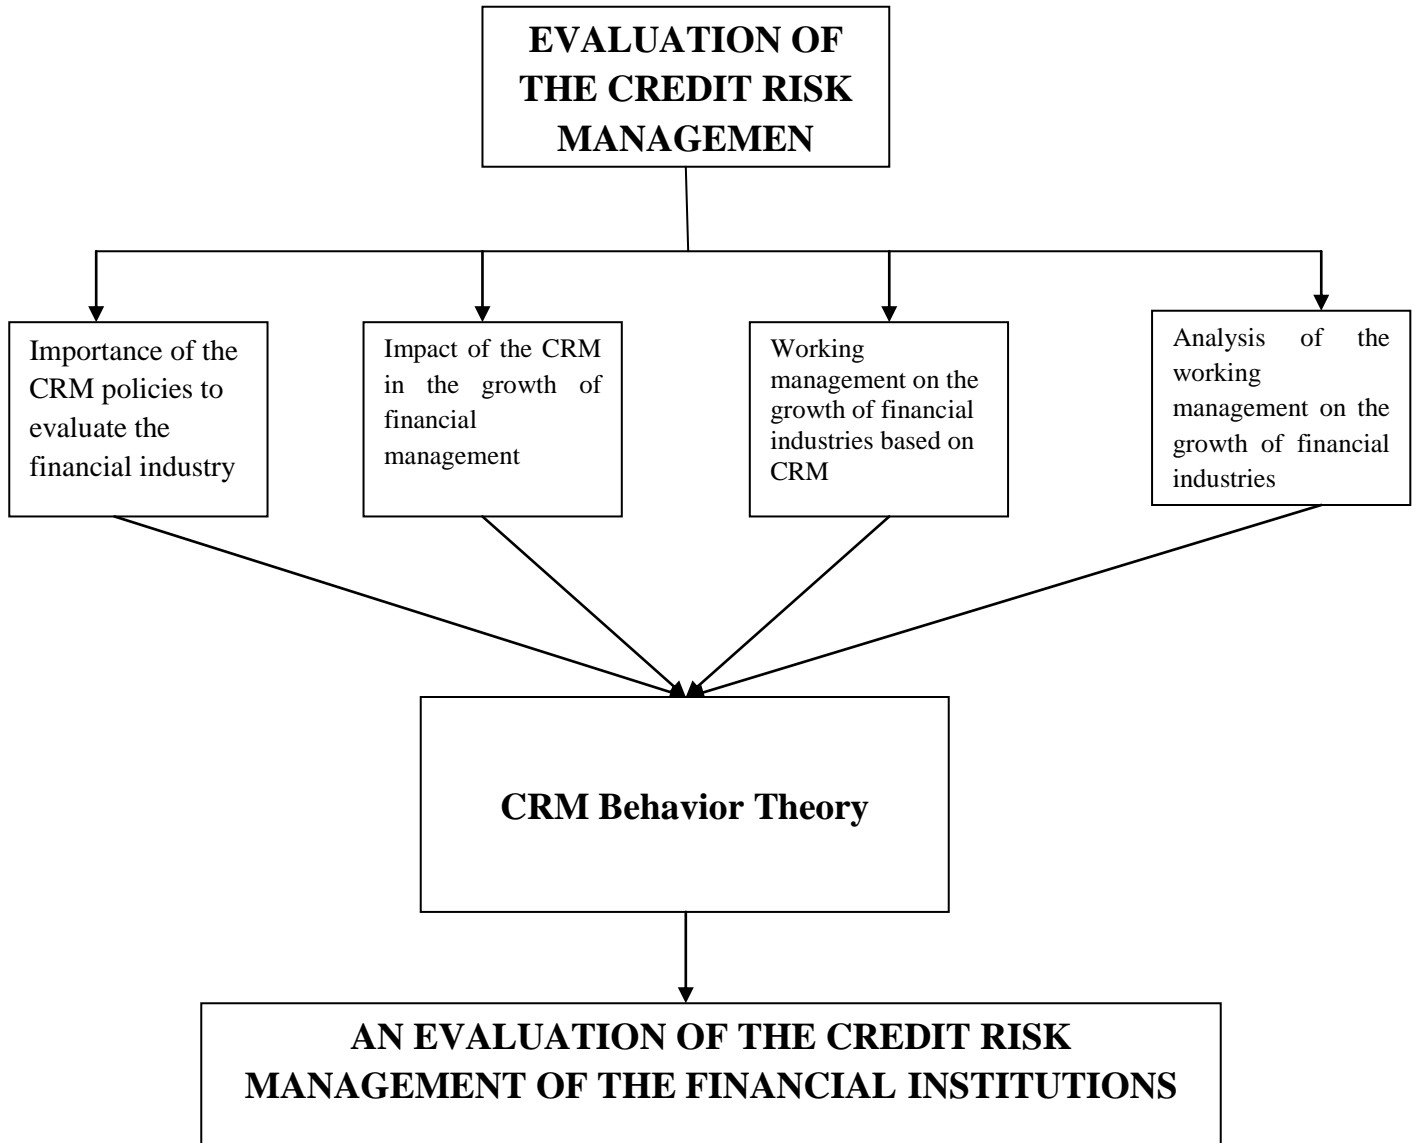 EVALUATION OF
THE CREDIT RISK
MANAGEMEN
Importance of the
CRM policies to
evaluate the
financial industry
Impact of the CRM
in the growth of
financial
management
Working
management on the
growth of financial
industries based on
CRM
Analysis of the
working
management on the
growth of financial
industries
CRM Behavior Theory
AN EVALUATION OF THE CREDIT RISK
MANAGEMENT OF THE FINANCIAL INSTITUTIONS